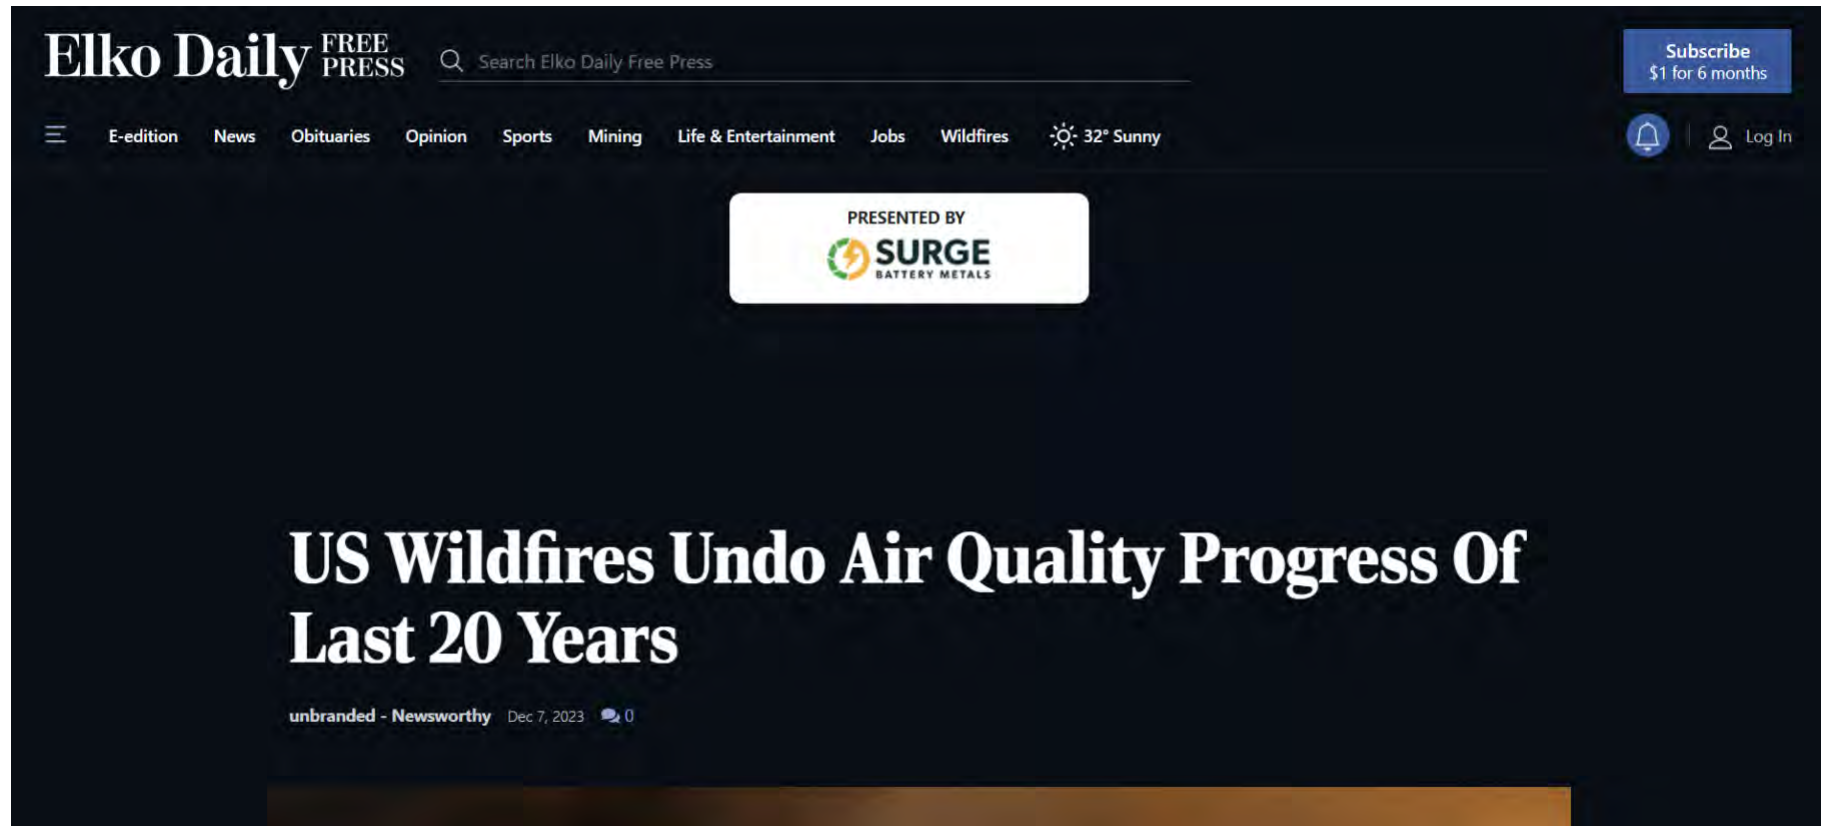 Elko Daily FREE PRESS
Search Elko Daily Free Press
Subscribe
$1 for 6 months
E-edition News Obituaries Opinion Sports Mining Life & Entertainment Jobs Wildfires 32° Sunny Log In
PRESENTED BY
SURGE
BATTERY METALS
US Wildfires Undo Air Quality Progress Of
Last 20 Years
unbranded - Newsworthy Dec 7, 2023 0